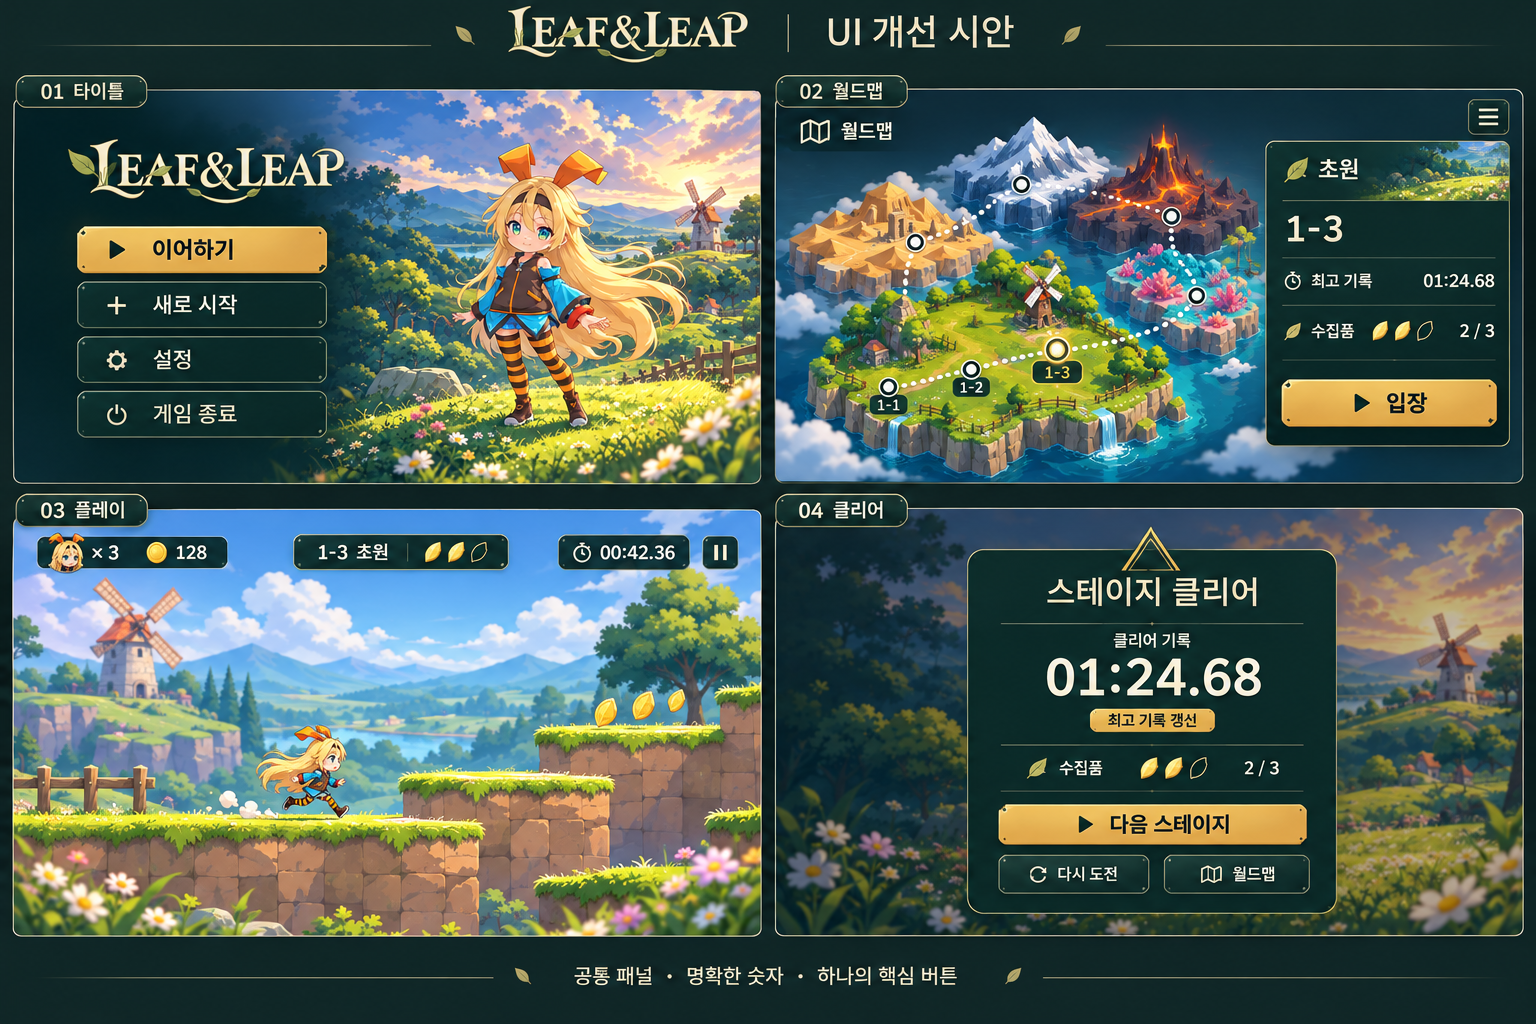 LEAF&LEAP | UI 개선 시안
01 타이틀
LEAF&LEAP
이어하기
새로 시작
설정
게임 종료
02 월드맵
월드맵
1-1
1-2
1-3
초원
1-3
최고 기록 01:24.68
수집품 2 / 3
입장
03 플레이
× 3 128
1-3 초원
00:42.36
04 클리어
스테이지 클리어
클리어 기록
01:24.68
최고 기록 갱신
수집품 2 / 3
다음 스테이지
다시 도전
월드맵
공통 패널 • 명확한 숫자 • 하나의 핵심 버튼